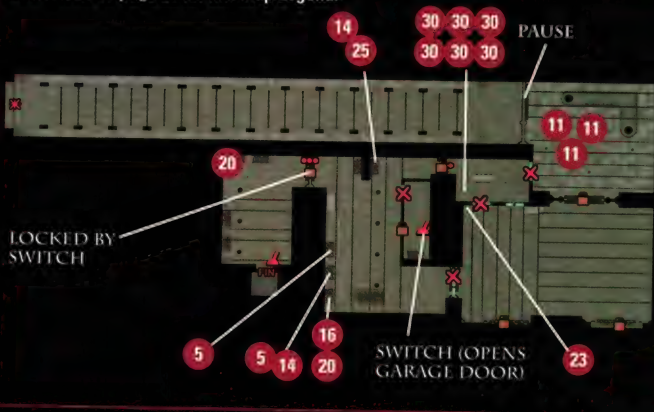 14
25
30 30 30
30 30 30
PAUSE
11 11
11
20
LOCKED BY
SWITCH
FIN
5
5 14
16
20
SWITCH (OPENS
GARAGE DOOR)
23